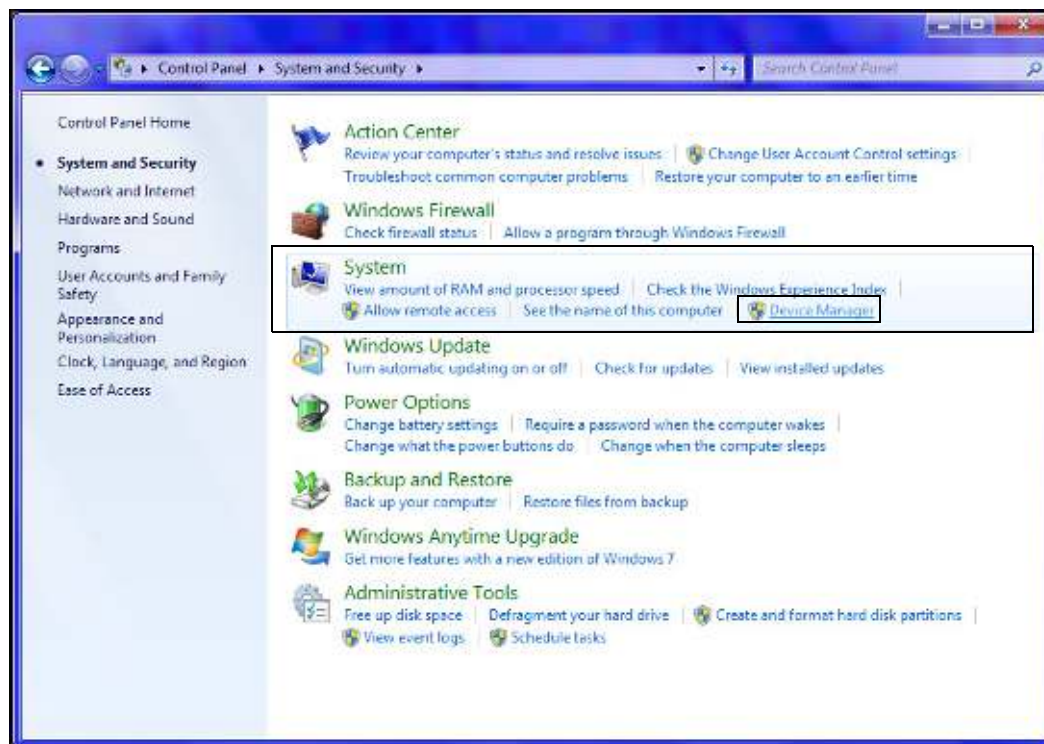 Control Panel ▸ System and Security ▸
Search Control Panel
Control Panel Home
System and Security
Network and Internet
Hardware and Sound
Programs
User Accounts and Family
Safety
Appearance and
Personalization
Clock, Language, and Region
Ease of Access
Action Center
Review your computer's status and resolve issues | Change User Account Control settings
Troubleshoot common computer problems | Restore your computer to an earlier time
Windows Firewall
Check firewall status | Allow a program through Windows Firewall
System
View amount of RAM and processor speed | Check the Windows Experience Index |
Allow remote access | See the name of this computer | Device Manager
Windows Update
Turn automatic updating on or off | Check for updates | View installed updates
Power Options
Change battery settings | Require a password when the computer wakes |
Change what the power buttons do | Change when the computer sleeps
Backup and Restore
Back up your computer | Restore files from backup
Windows Anytime Upgrade
Get more features with a new edition of Windows 7
Administrative Tools
Free up disk space | Defragment your hard drive | Create and format hard disk partitions |
View event logs | Schedule tasks